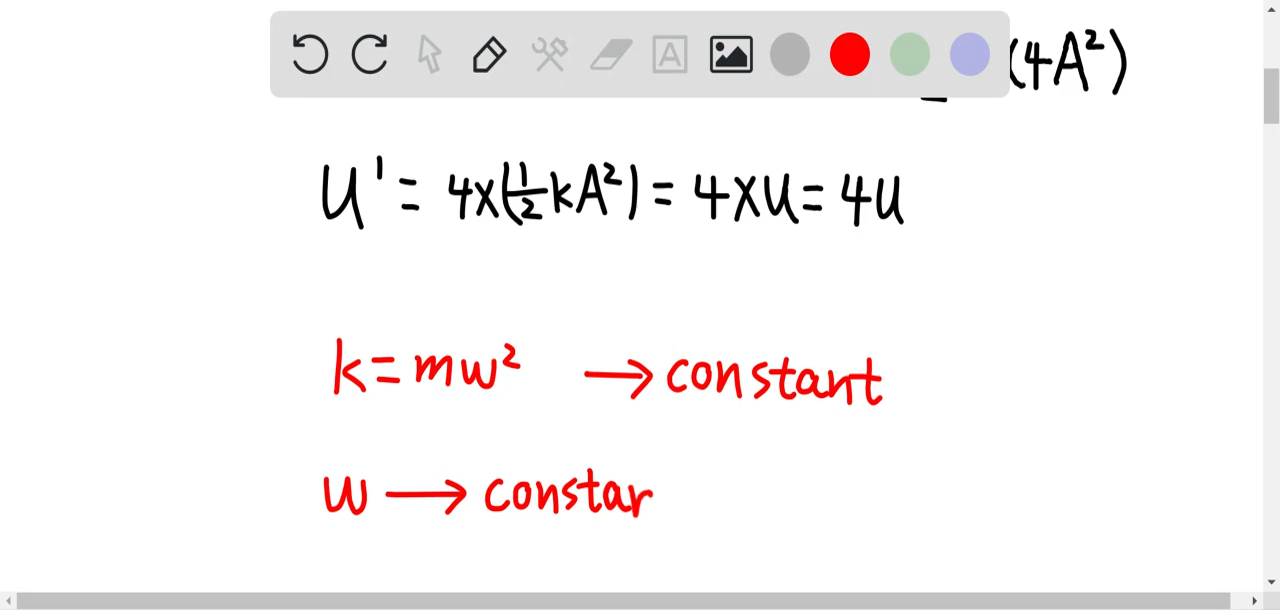 (4A²)
U' = 4x(½kA²) = 4xU = 4U
k = mw² → constant
w → constar